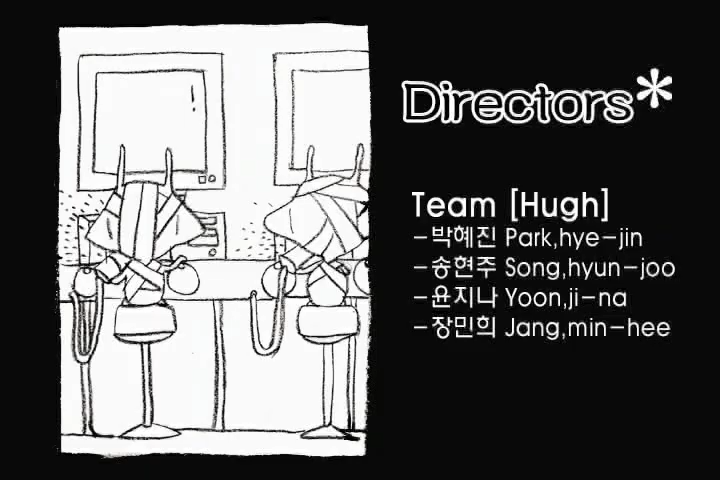 Directors*
Team [Hugh]
-박혜진 Park,hye-jin
-송현주 Song,hyun-joo
-윤지나 Yoon,ji-na
-장민희 Jang,min-hee